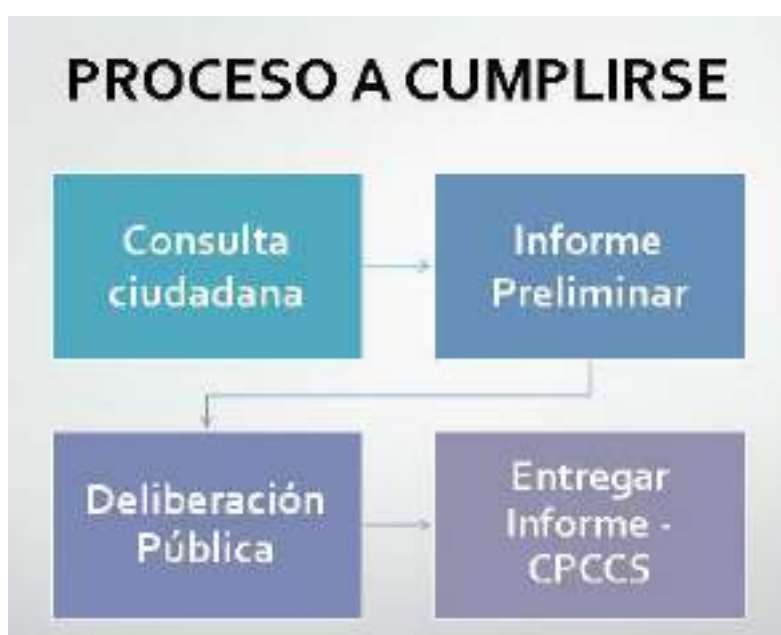 PROCESO A CUMPLIRSE
Consulta
ciudadana
Informe
Preliminar
Deliberación
Pública
Entregar
Informe -
CPCCS